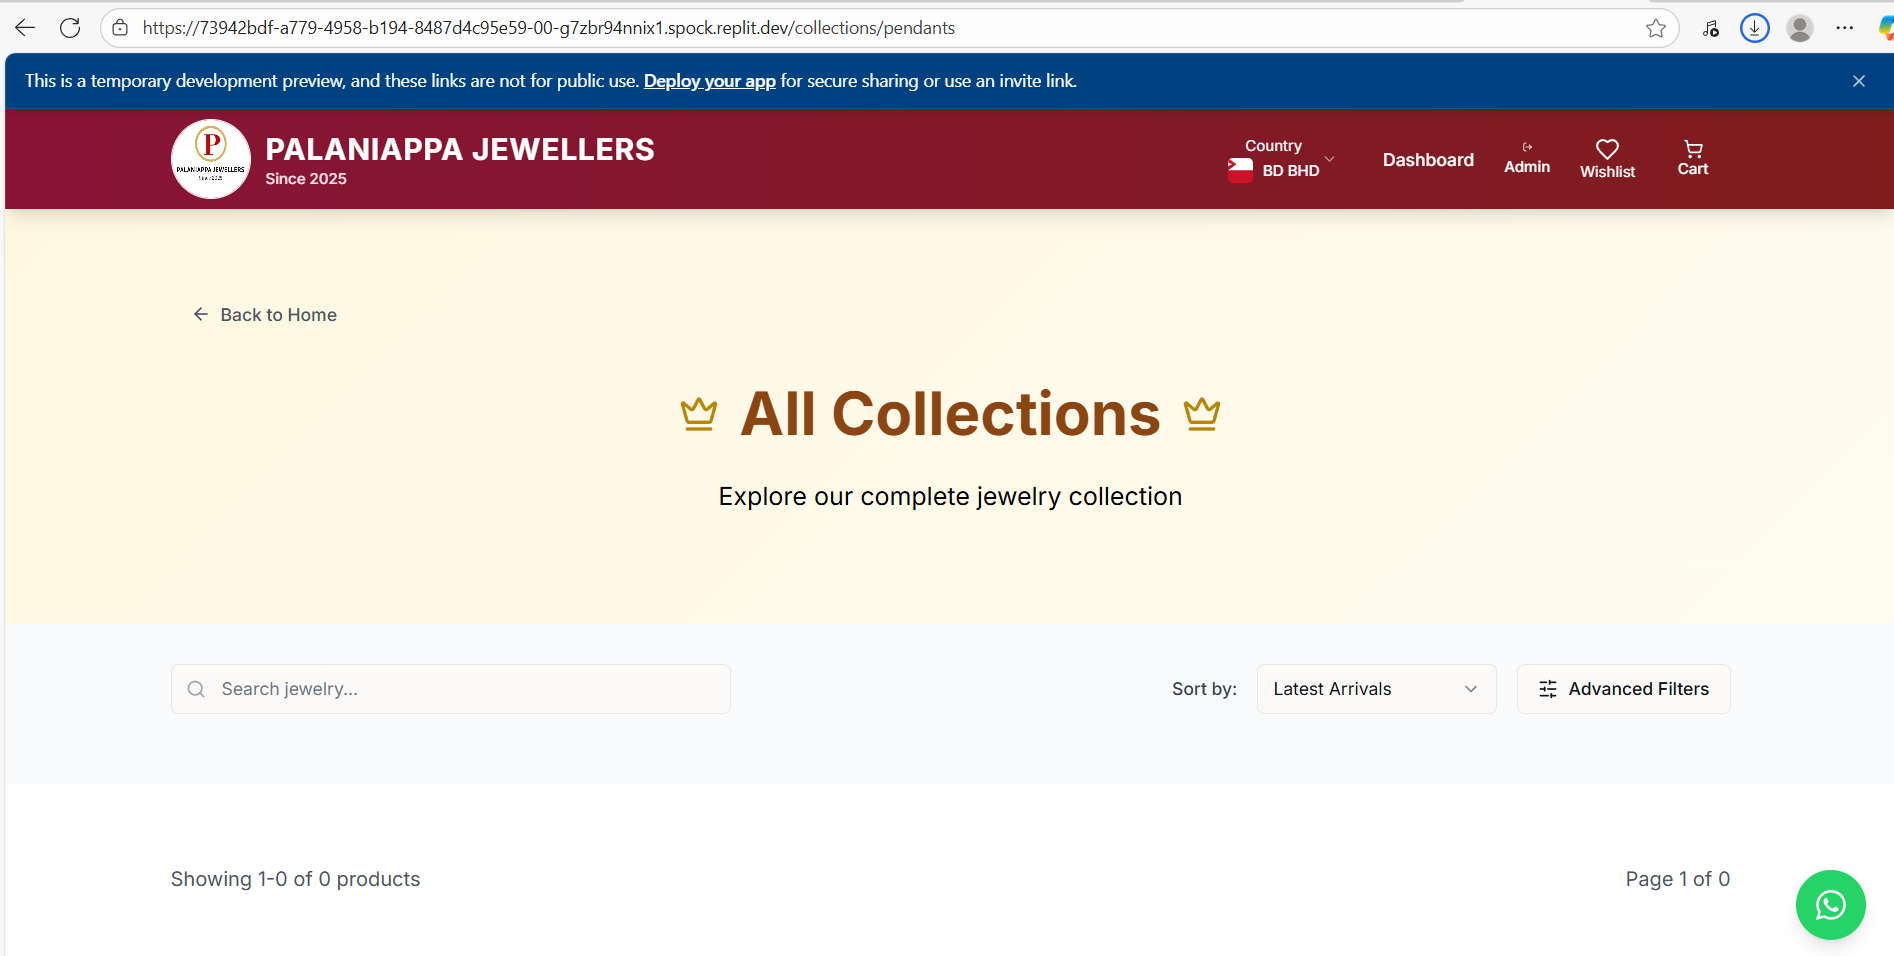 https://73942bdf-a779-4958-b194-8487d4c95e59-00-g7zbr94nnix1.spock.replit.dev/collections/pendants
This is a temporary development preview, and these links are not for public use. Deploy your app for secure sharing or use an invite link.
P
PALANIAPPA JEWELLERS
Since 2025
PALANIAPPA JEWELLERS
Since 2025
Country
BD BHD
Dashboard
Admin
Wishlist
Cart
Back to Home
All Collections
Explore our complete jewelry collection
Search jewelry...
Sort by:
Latest Arrivals
Advanced Filters
Showing 1-0 of 0 products
Page 1 of 0